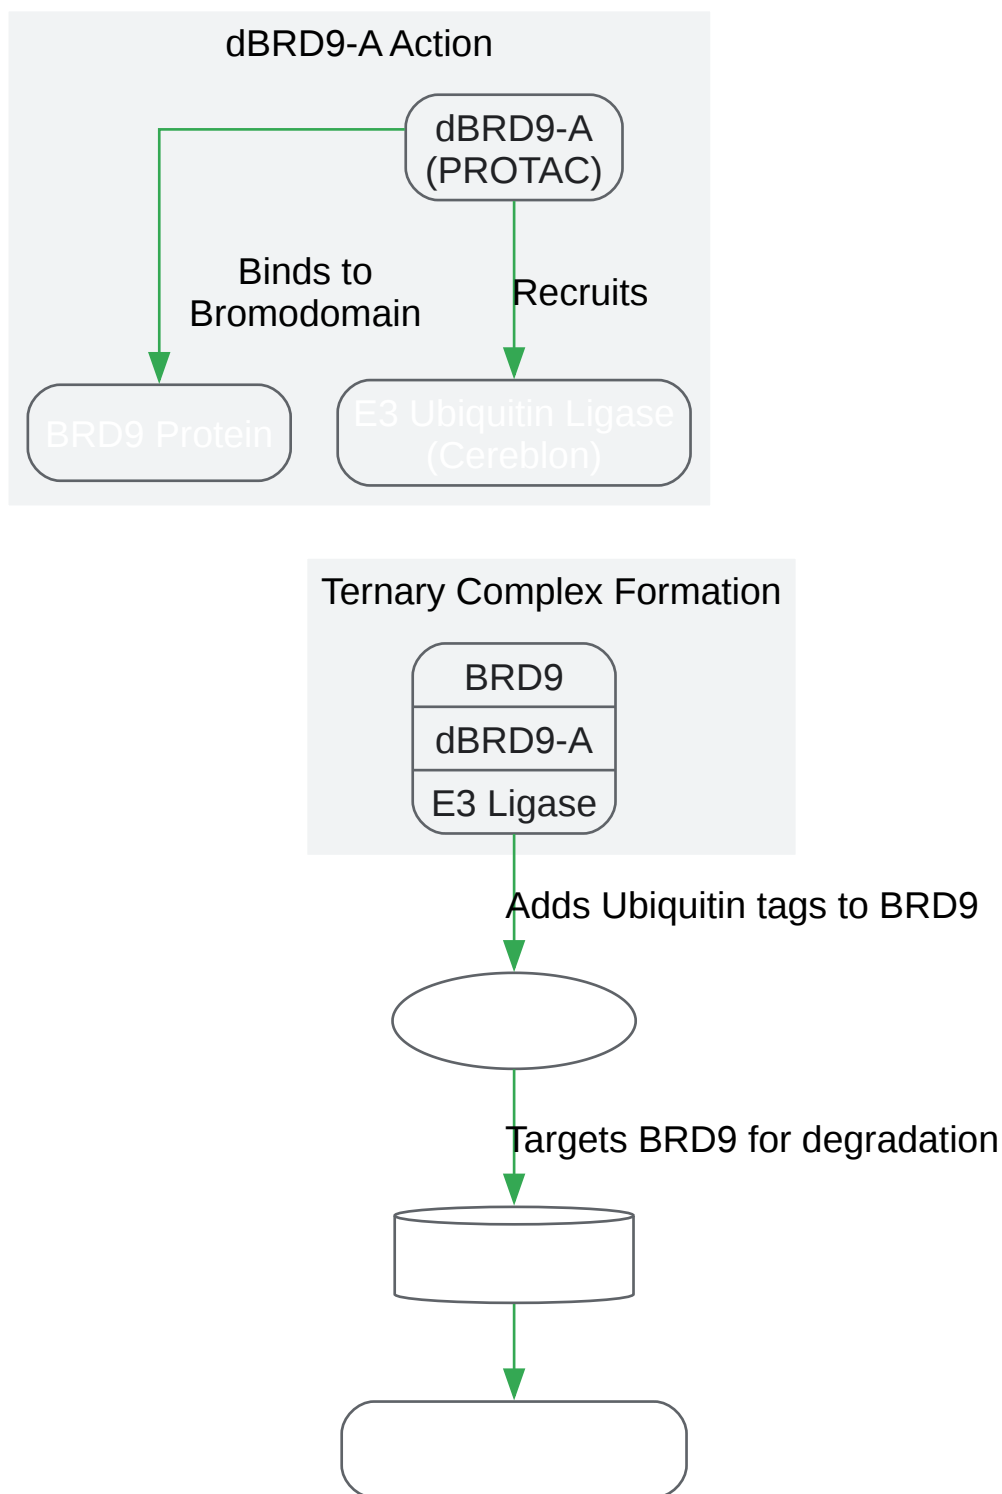 dBRD9-A Action
dBRD9-A
(PROTAC)
Binds to
Bromodomain
Recruits
BRD9 Protein
E3 Ubiquitin Ligase
(Cereblon)
Ternary Complex Formation
BRD9
dBRD9-A
E3 Ligase
Adds Ubiquitin tags to BRD9
Targets BRD9 for degradation